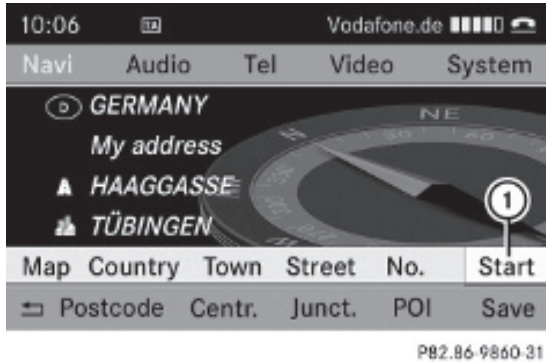 10:06 TA Vodafone.de
Navi Audio Tel Video System
D GERMANY
NE
My address
HAAGGASSE
TÜBINGEN
1
Map Country Town Street No. Start
Postcode Centr. Junct. POI Save
P82.86-9860-31